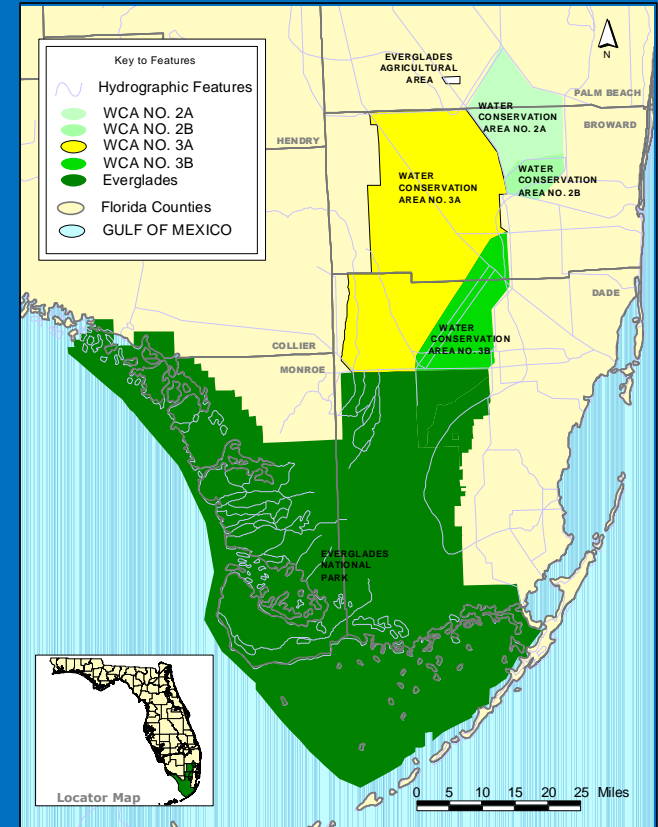 Key to Features
Hydrographic Features
WCA NO. 2A
WCA NO. 2B
WCA NO. 3A
WCA NO. 3B
Everglades
Florida Counties
GULF OF MEXICO
EVERGLADES
AGRICULTURAL
AREA
N
PALM BEACH
WATER
CONSERVATION
AREA NO. 2A
BROWARD
HENDRY
WATER
CONSERVATION
AREA NO. 3A
WATER
CONSERVATION
AREA NO. 2B
DADE
WATER
CONSERVATION
AREA NO. 3B
COLLIER
MONROE
EVERGLADES
NATIONAL
PARK
Locator Map
0 5 10 15 20 25 Miles